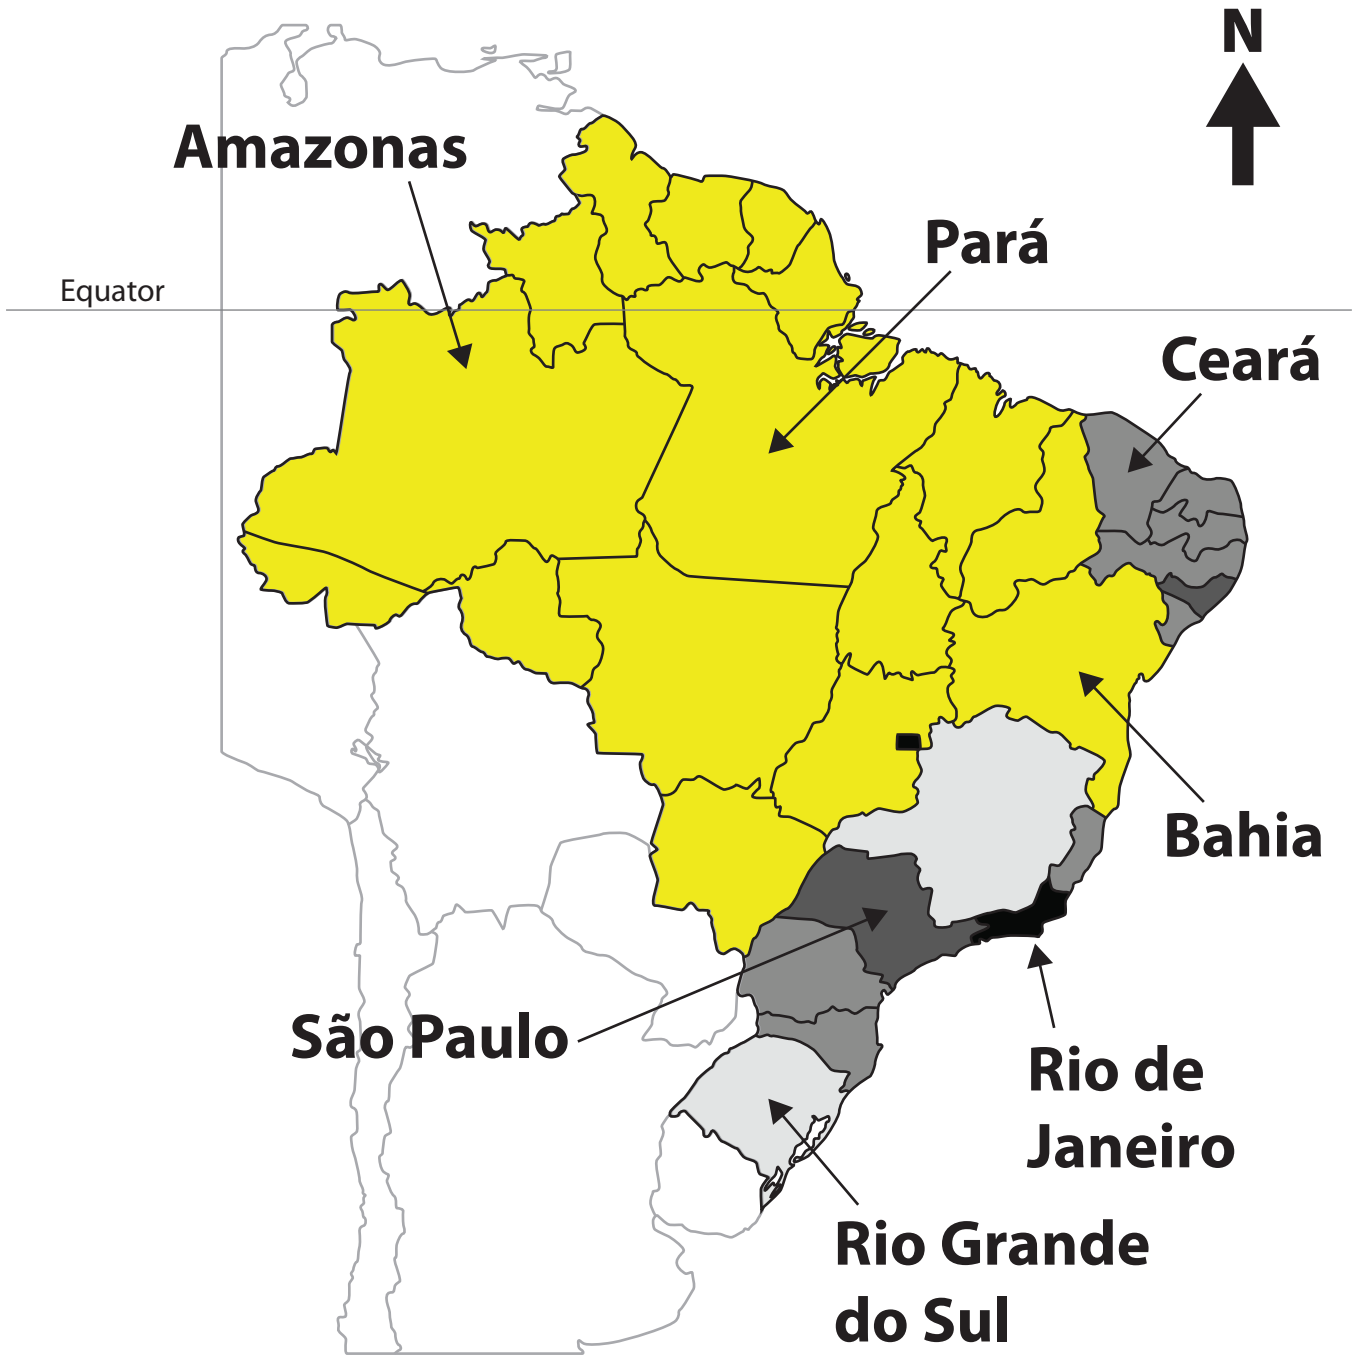 N
Amazonas
Pará
Equator
Ceará
Bahia
São Paulo
Rio de
Janeiro
Rio Grande
do Sul